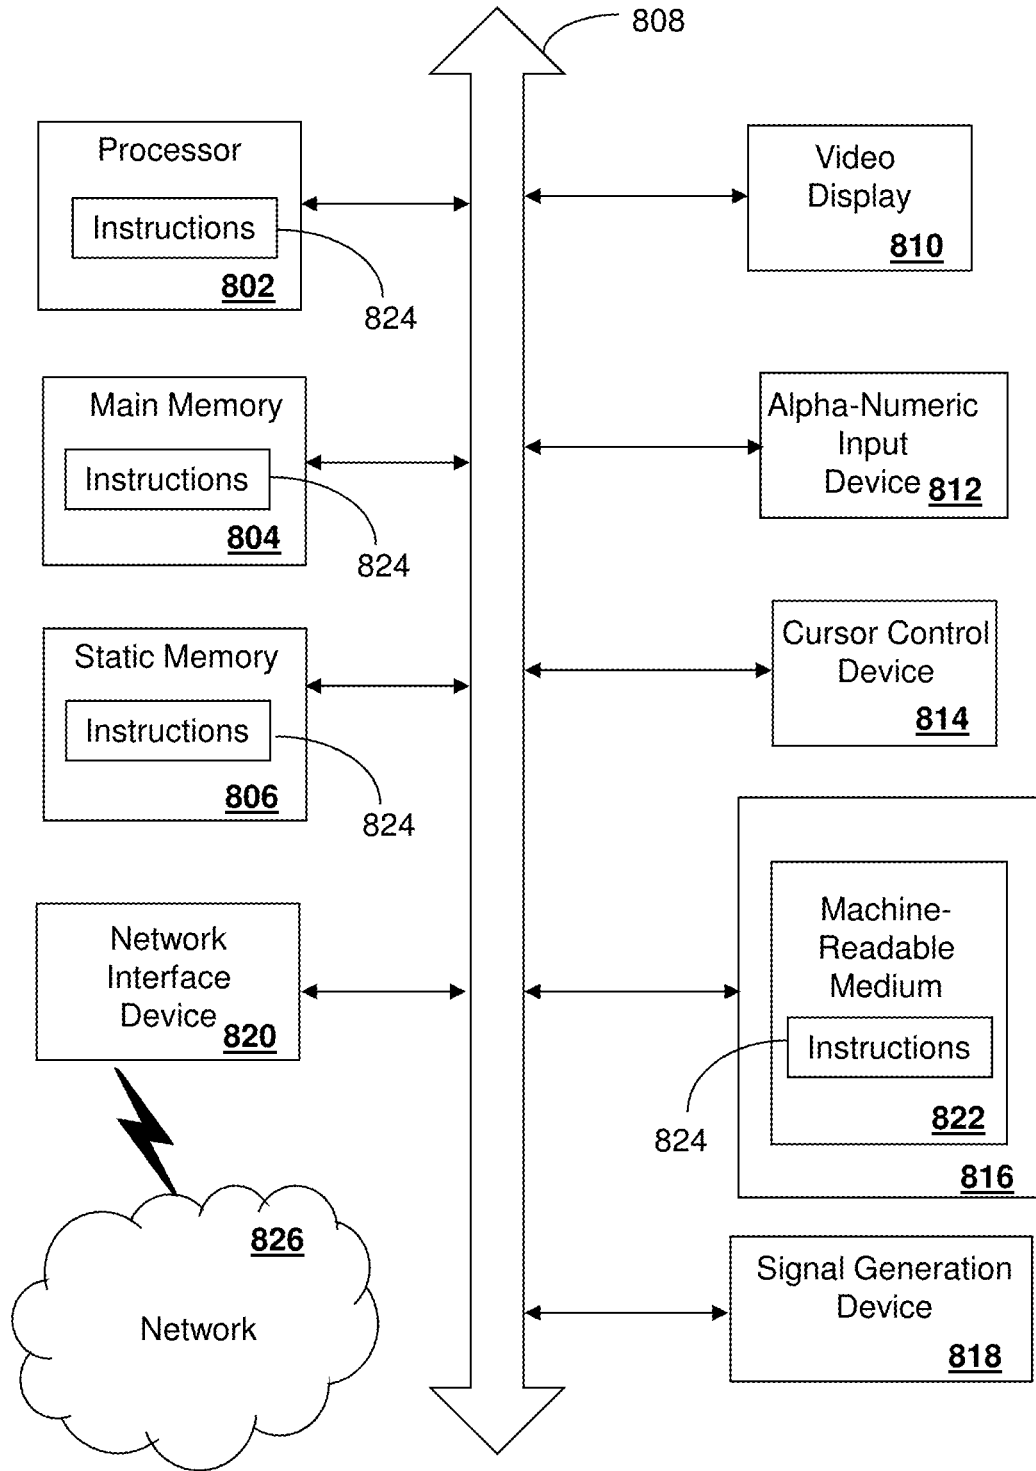 808
Processor
Instructions
802
824
Main Memory
Instructions
804
824
Static Memory
Instructions
806
824
Network
Interface
Device 820
826
Network
Video
Display
810
Alpha-Numeric
Input
Device 812
Cursor Control
Device
814
Machine-
Readable
Medium
Instructions
824
822
816
Signal Generation
Device
818